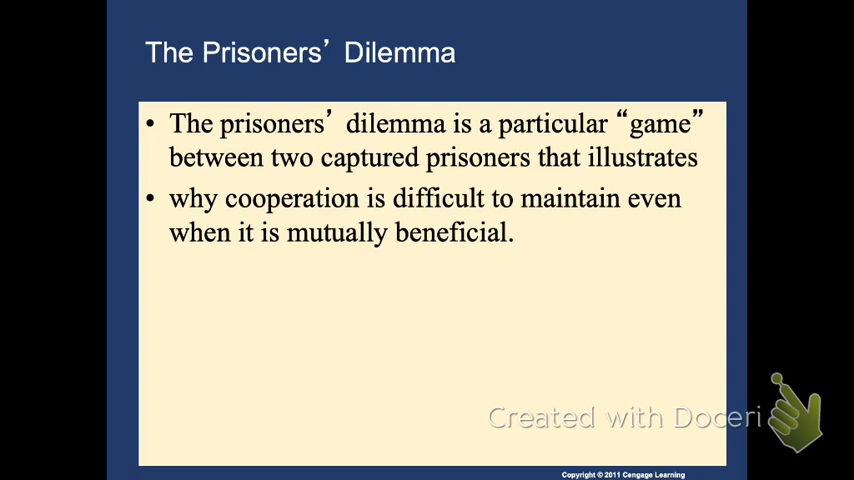 The Prisoners’ Dilemma
• The prisoners’ dilemma is a particular “game”
between two captured prisoners that illustrates
• why cooperation is difficult to maintain even
when it is mutually beneficial.
Created with Doceri
Copyright © 2011 Cengage Learning